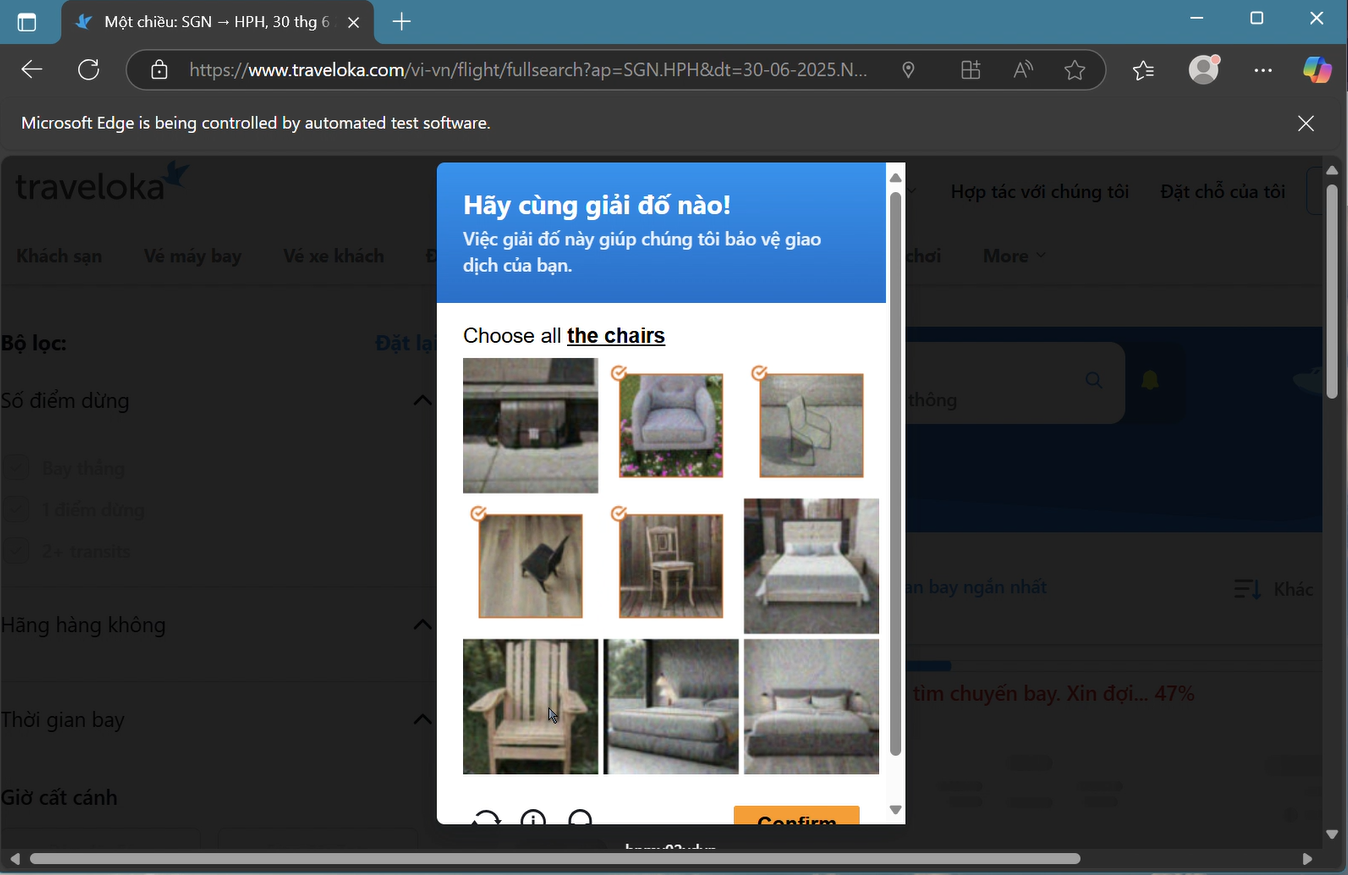 Một chiều: SGN → HPH, 30 thg 6
https://www.traveloka.com/vi-vn/flight/fullsearch?ap=SGN.HPH&dt=30-06-2025.N...
Microsoft Edge is being controlled by automated test software.
traveloka
Hợp tác với chúng tôi
Đặt chỗ của tôi
Khách sạn
Vé máy bay
Vé xe khách
Đ
chơi
More
Hãy cùng giải đố nào!
Việc giải đố này giúp chúng tôi bảo vệ giao
dịch của bạn.
Choose all the chairs
Confirm
Bộ lọc:
Đặt lại
Số điểm dừng
Bay thẳng
1 điểm dừng
2+ transits
Hãng hàng không
Thời gian bay
Giờ cất cánh
thông
an bay ngắn nhất
Khác
tìm chuyến bay. Xin đợi... 47%